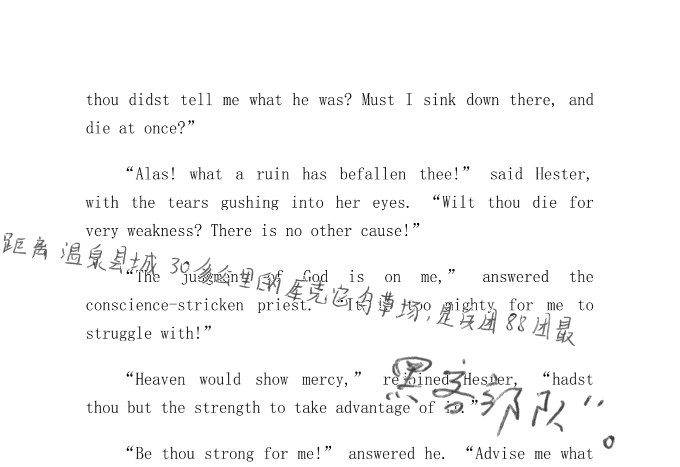 thou didst tell me what he was? Must I sink down there, and
die at once?”
“Alas! what a ruin has befallen thee!” said Hester,
with the tears gushing into her eyes. “Wilt thou die for
very weakness? There is no other cause!”
距离温泉县城30多公里的库克它乌草场,是该团88团最
“The judgment of God is on me,” answered the
conscience-stricken priest. “It is too mighty for me to
struggle with!”
“Heaven would show mercy,” rejoined Hester, “hadst
thou but the strength to take advantage of it.”
黑客部队”。
“Be thou strong for me!” answered he. “Advise me what